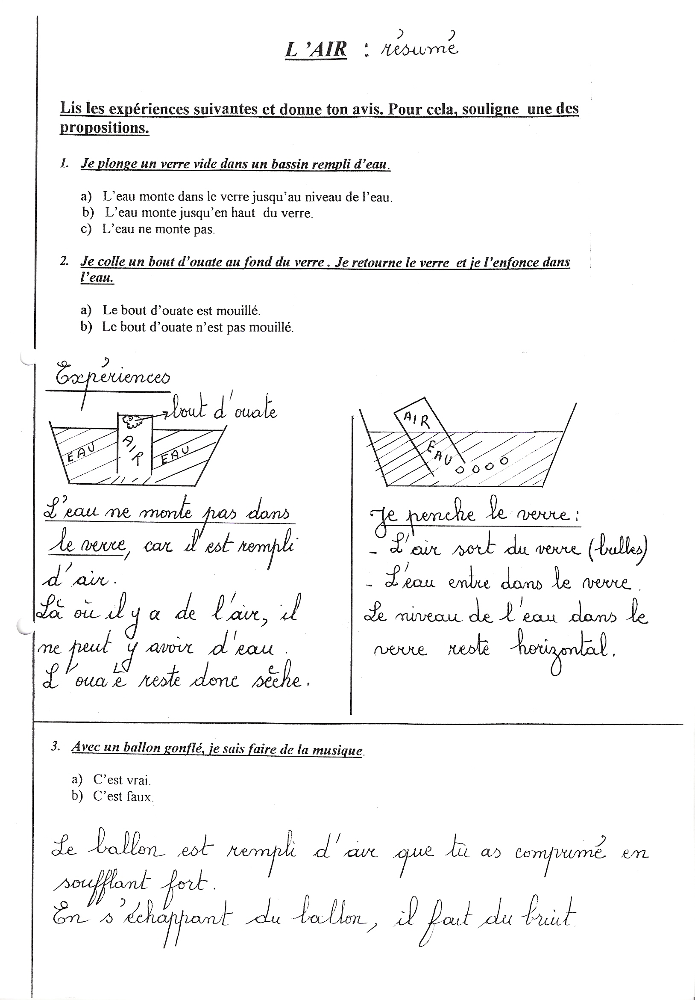 L'AIR : résumé
Lis les expériences suivantes et donne ton avis. Pour cela, souligne une des
propositions.
1. Je plonge un verre vide dans un bassin rempli d'eau.
a) L'eau monte dans le verre jusqu'au niveau de l'eau.
b) L'eau monte jusqu'en haut du verre.
c) L'eau ne monte pas.
2. Je colle un bout d'ouate au fond du verre. Je retourne le verre et je l'enfonce dans
l'eau.
a) Le bout d'ouate est mouillé.
b) Le bout d'ouate n'est pas mouillé.
Expériences
bout d'ouate
EAU
AIR
EAU
L'eau ne monte pas dans
le verre, car il est rempli
d'air.
Là où il y a de l'air, il
ne peut y avoir d'eau.
L'ouate reste donc sèche.
AIR
EAU
Je penche le verre :
- L'air sort du verre (bulles)
- L'eau entre dans le verre.
Le niveau de l'eau dans le
verre reste horizontal.
3. Avec un ballon gonflé, je sais faire de la musique.
a) C'est vrai.
b) C'est faux.
Le ballon est rempli d'air que tu as comprimé en
soufflant fort.
En s'échappant du ballon, il fait du bruit